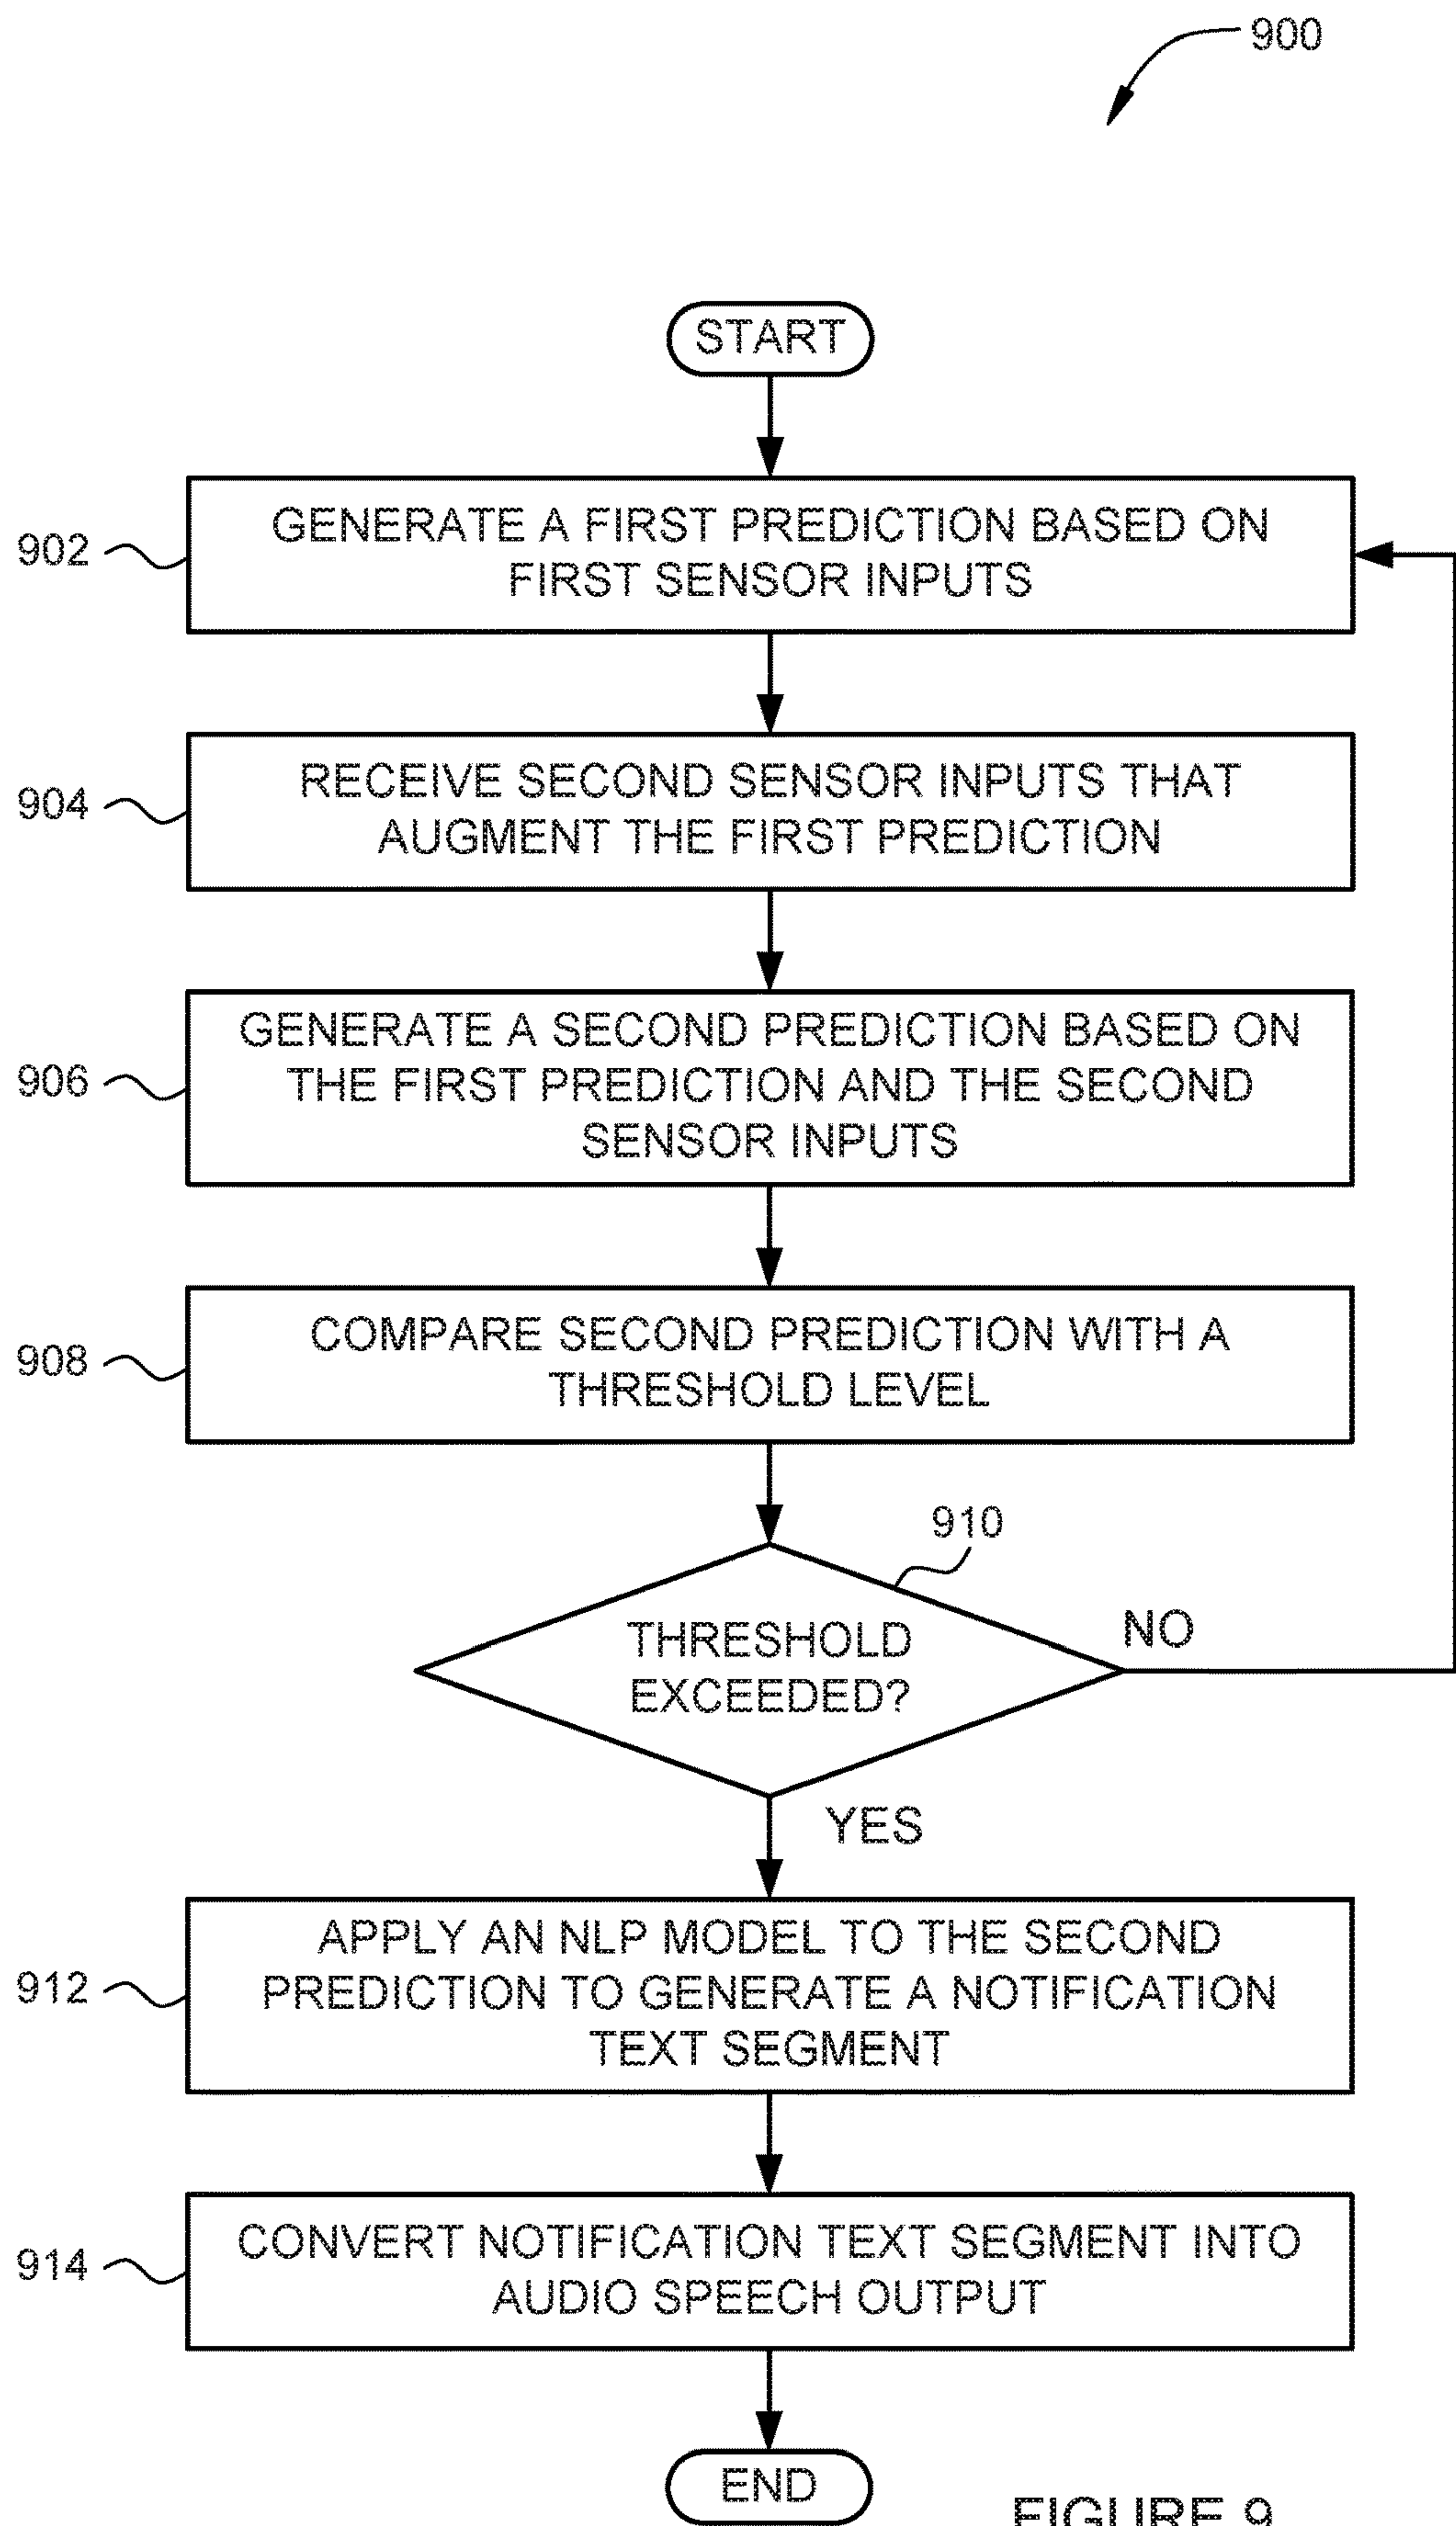 900
START
902
GENERATE A FIRST PREDICTION BASED ON
FIRST SENSOR INPUTS
904
RECEIVE SECOND SENSOR INPUTS THAT
AUGMENT THE FIRST PREDICTION
906
GENERATE A SECOND PREDICTION BASED ON
THE FIRST PREDICTION AND THE SECOND
SENSOR INPUTS
908
COMPARE SECOND PREDICTION WITH A
THRESHOLD LEVEL
910
THRESHOLD
EXCEEDED?
NO
YES
912
APPLY AN NLP MODEL TO THE SECOND
PREDICTION TO GENERATE A NOTIFICATION
TEXT SEGMENT
914
CONVERT NOTIFICATION TEXT SEGMENT INTO
AUDIO SPEECH OUTPUT
END
FIGURE 9